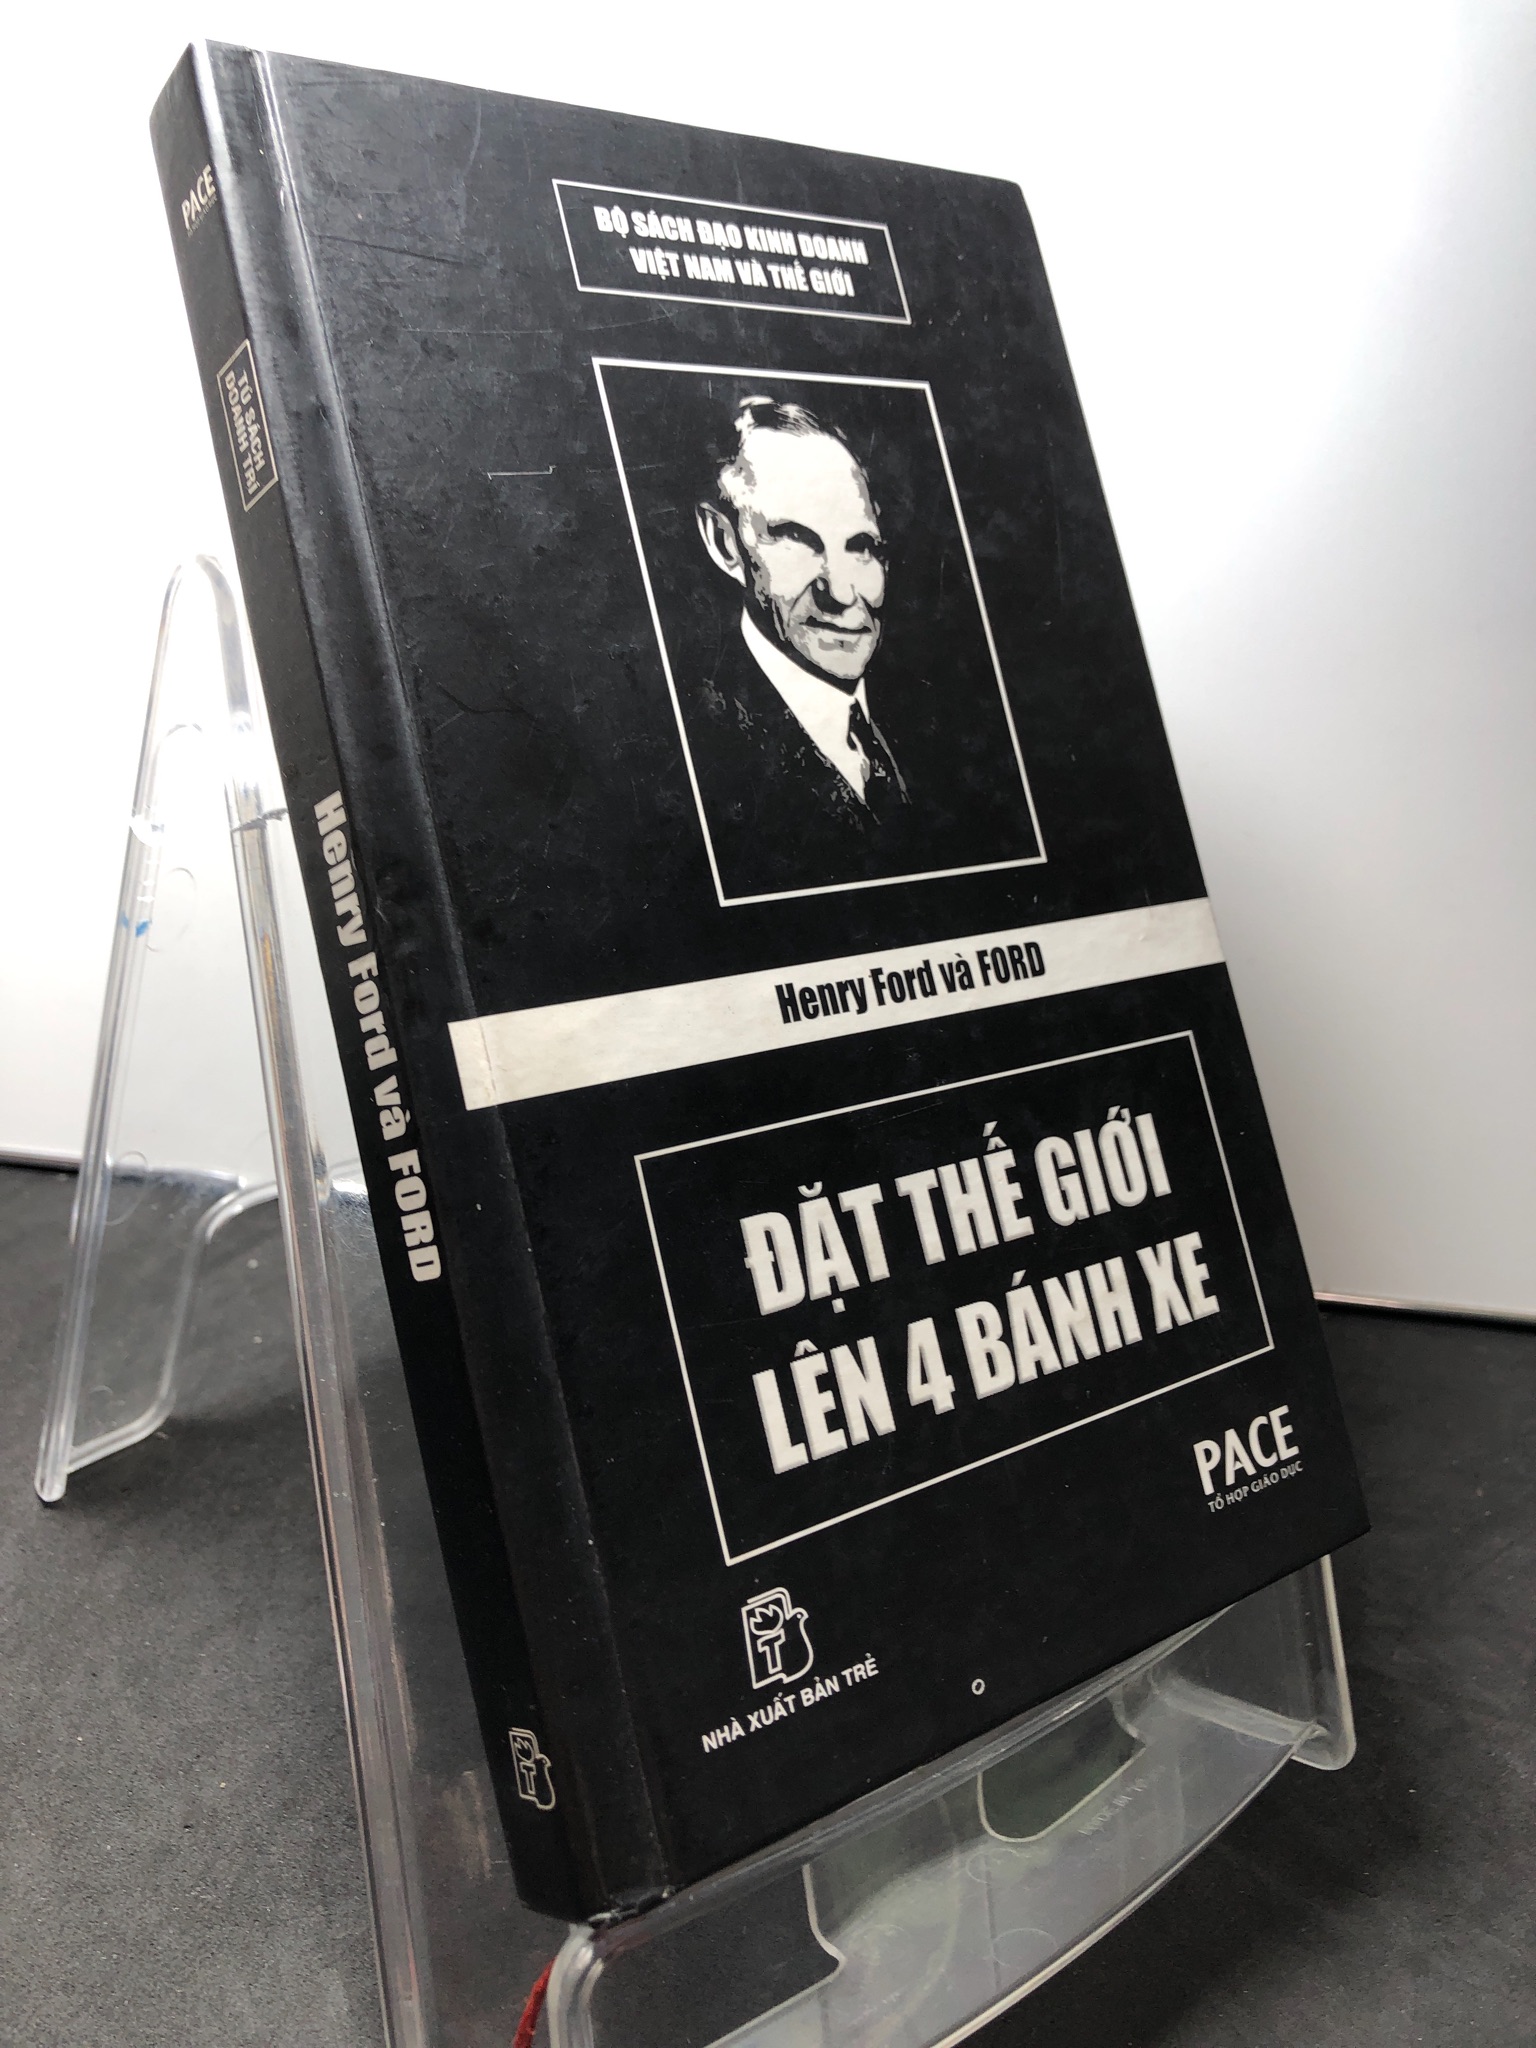 PACE
TỦ SÁCH
DOANH TRÍ
Henry Ford và FORD
BỘ SÁCH ĐẠO KINH DOANH
VIỆT NAM VÀ THẾ GIỚI
Henry Ford và FORD
ĐẶT THẾ GIỚI
LÊN 4 BÁNH XE
PACE
TỔ HỢP GIÁO DỤC
T
NHÀ XUẤT BẢN TRẺ
T